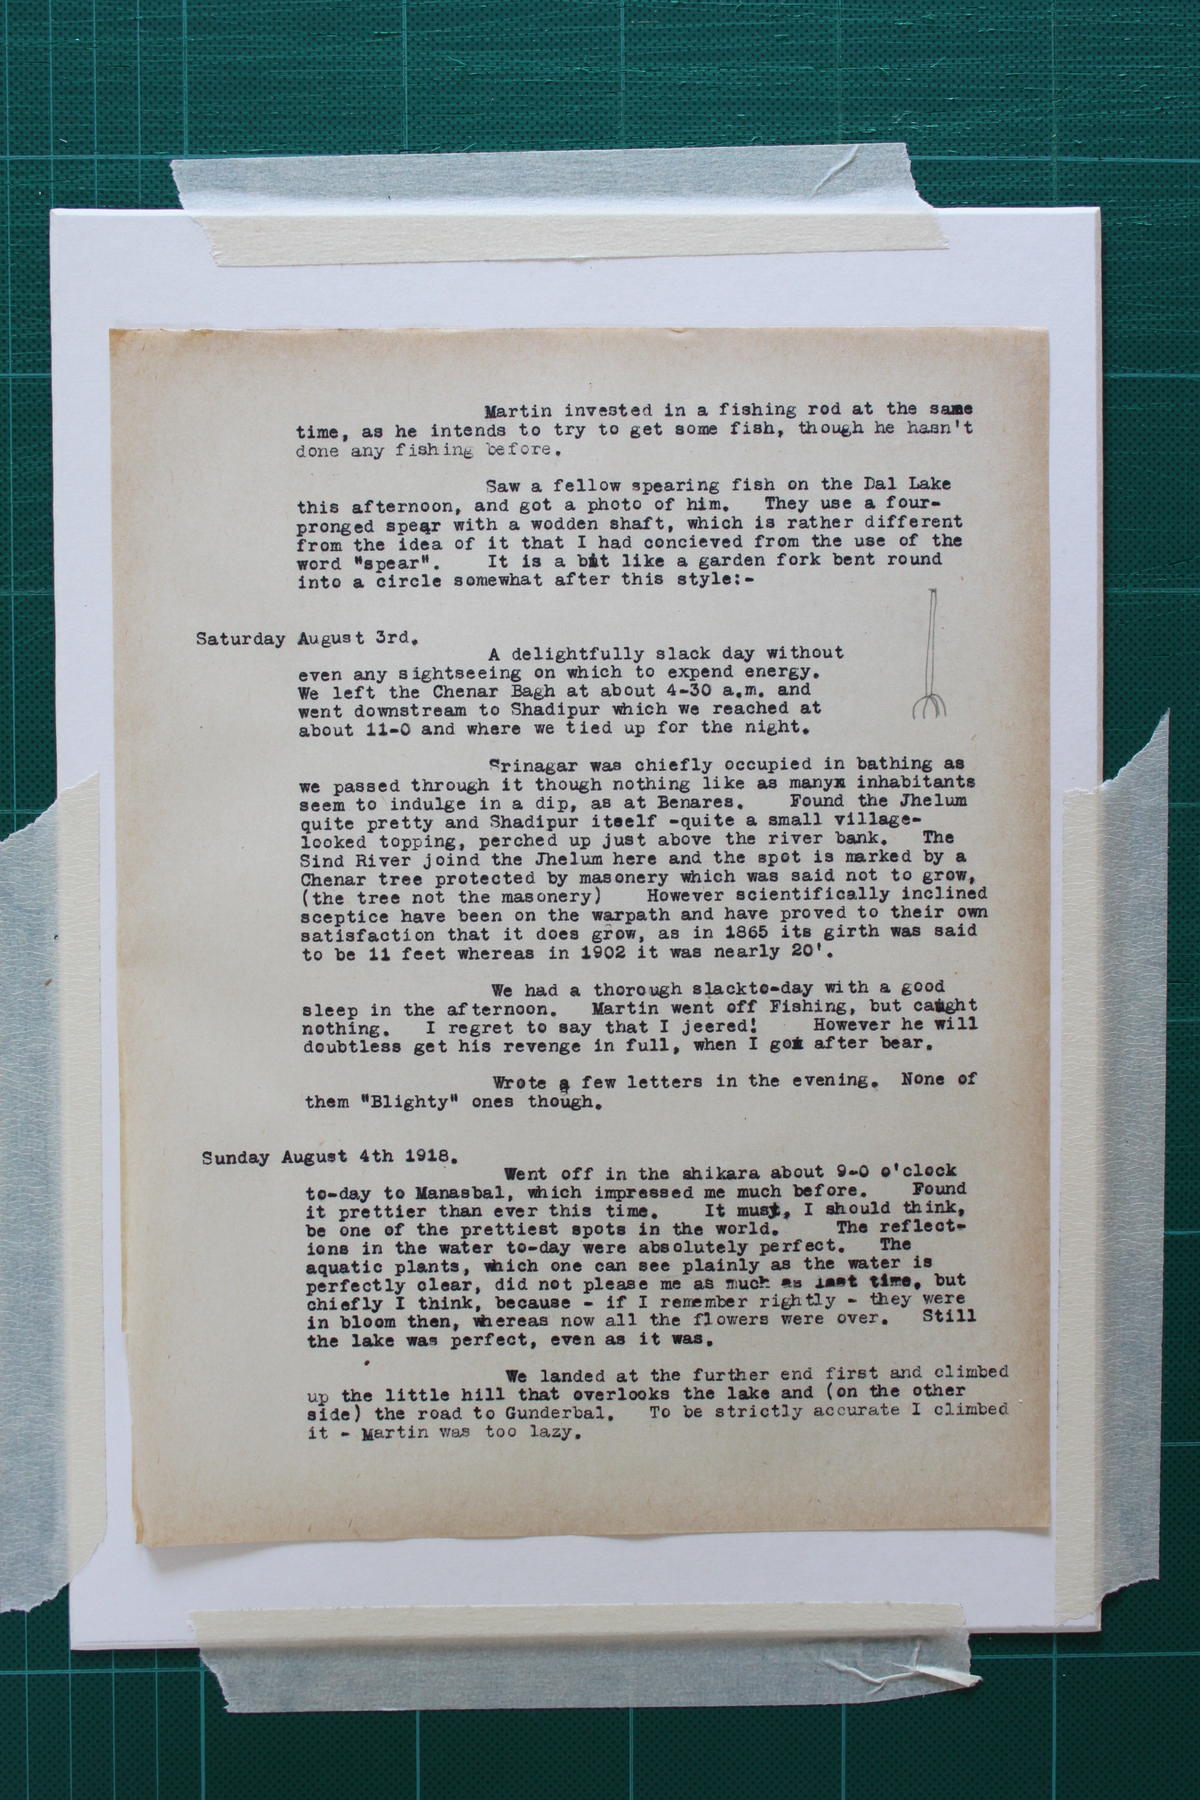 Martin invested in a fishing rod at the same
time, as he intends to try to get some fish, though he hasn't
done any fishing before.
Saw a fellow spearing fish on the Dal Lake
this afternoon, and got a photo of him. They use a four-
pronged spear with a wodden shaft, which is rather different
from the idea of it that I had concieved from the use of the
word "spear". It is a bit like a garden fork bent round
into a circle somewhat after this style:-
Saturday August 3rd.
A delightfully slack day without
even any sightseeing on which to expend energy.
We left the Chenar Bagh at about 4-30 a.m. and
went downstream to Shadipur which we reached at
about 11-0 and where we tied up for the night.
Srinagar was chiefly occupied in bathing as
we passed through it though nothing like as manyx inhabitants
seem to indulge in a dip, as at Benares. Found the Jhelum
quite pretty and Shadipur itself -quite a small village-
looked topping, perched up just above the river bank. The
Sind River joind the Jhelum here and the spot is marked by a
Chenar tree protected by masonery which was said not to grow,
(the tree not the masonery) However scientifically inclined
sceptice have been on the warpath and have proved to their own
satisfaction that it does grow, as in 1865 its girth was said
to be 11 feet whereas in 1902 it was nearly 20'.
We had a thorough slackto-day with a good
sleep in the afternoon. Martin went off Fishing, but caught
nothing. I regret to say that I jeered! However he will
doubtless get his revenge in full, when I go after bear.
Wrote a few letters in the evening. None of
them "Blighty" ones though.
Sunday August 4th 1918.
Went off in the shikara about 9-0 o'clock
to-day to Manasbal, which impressed me much before. Found
it prettier than ever this time. It must, I should think,
be one of the prettiest spots in the world. The reflect-
ions in the water to-day were absolutely perfect. The
aquatic plants, which one can see plainly as the water is
perfectly clear, did not please me as much as last time, but
chiefly I think, because - if I remember rightly - they were
in bloom then, whereas now all the flowers were over. Still
the lake was perfect, even as it was.
We landed at the further end first and climbed
up the little hill that overlooks the lake and (on the other
side) the road to Gunderbal. To be strictly accurate I climbed
it - Martin was too lazy.